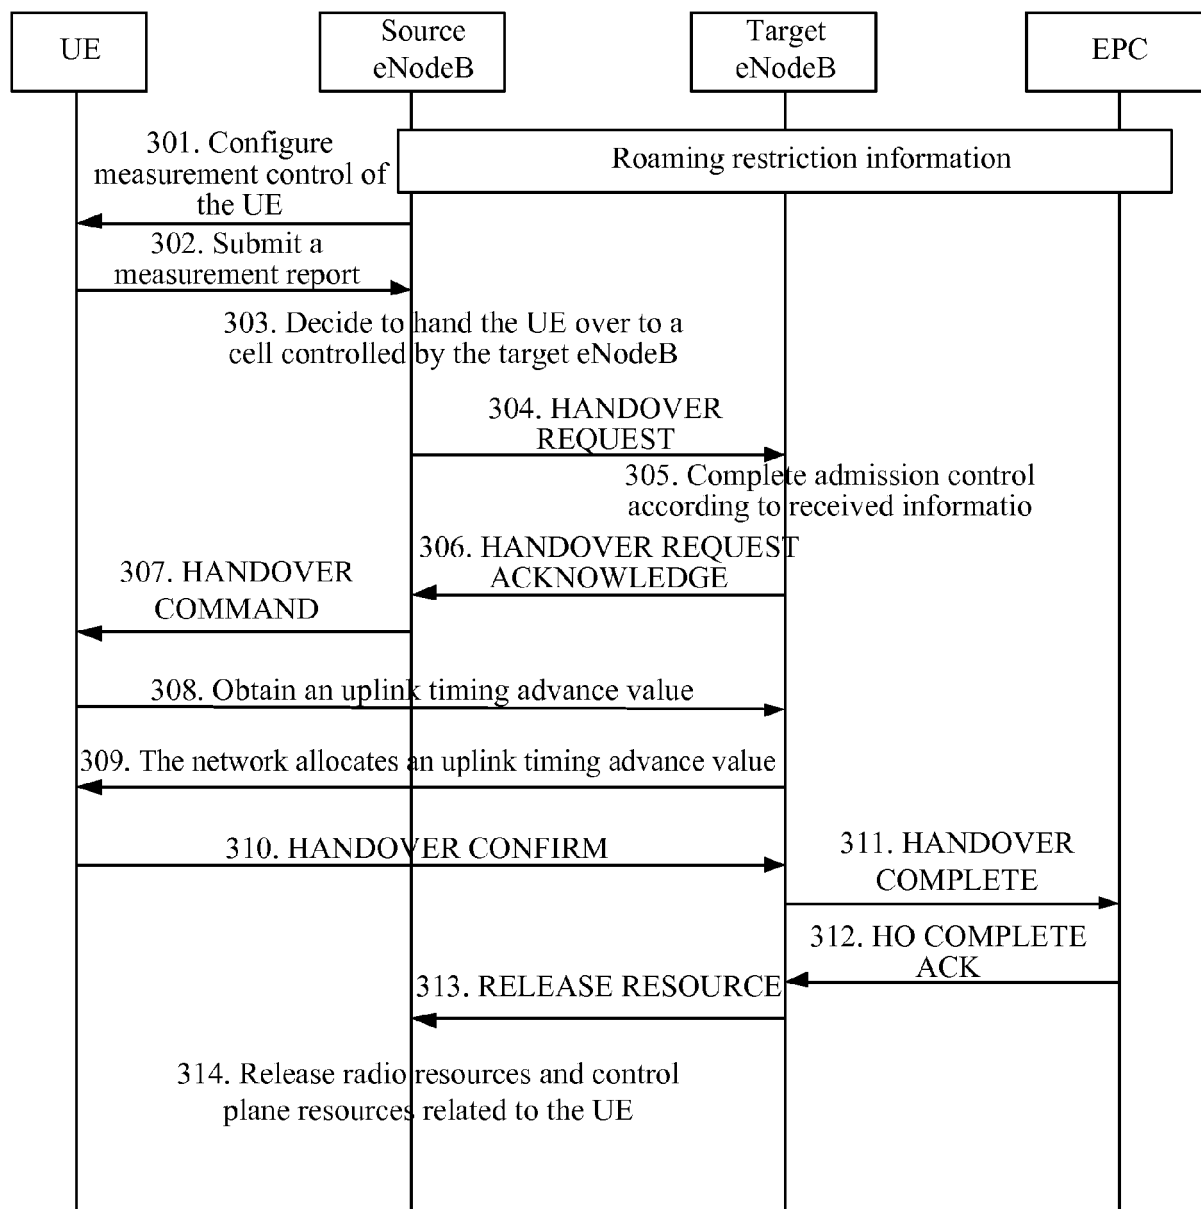 UE
Source
eNodeB
Target
eNodeB
EPC
Roaming restriction information
301. Configure
measurement control of
the UE
302. Submit a
measurement report
303. Decide to hand the UE over to a
cell controlled by the target eNodeB
304. HANDOVER
REQUEST
305. Complete admission control
according to received informatio
306. HANDOVER REQUEST
ACKNOWLEDGE
307. HANDOVER
COMMAND
308. Obtain an uplink timing advance value
309. The network allocates an uplink timing advance value
310. HANDOVER CONFIRM
311. HANDOVER
COMPLETE
312. HO COMPLETE
ACK
313. RELEASE RESOURCE
314. Release radio resources and control
plane resources related to the UE